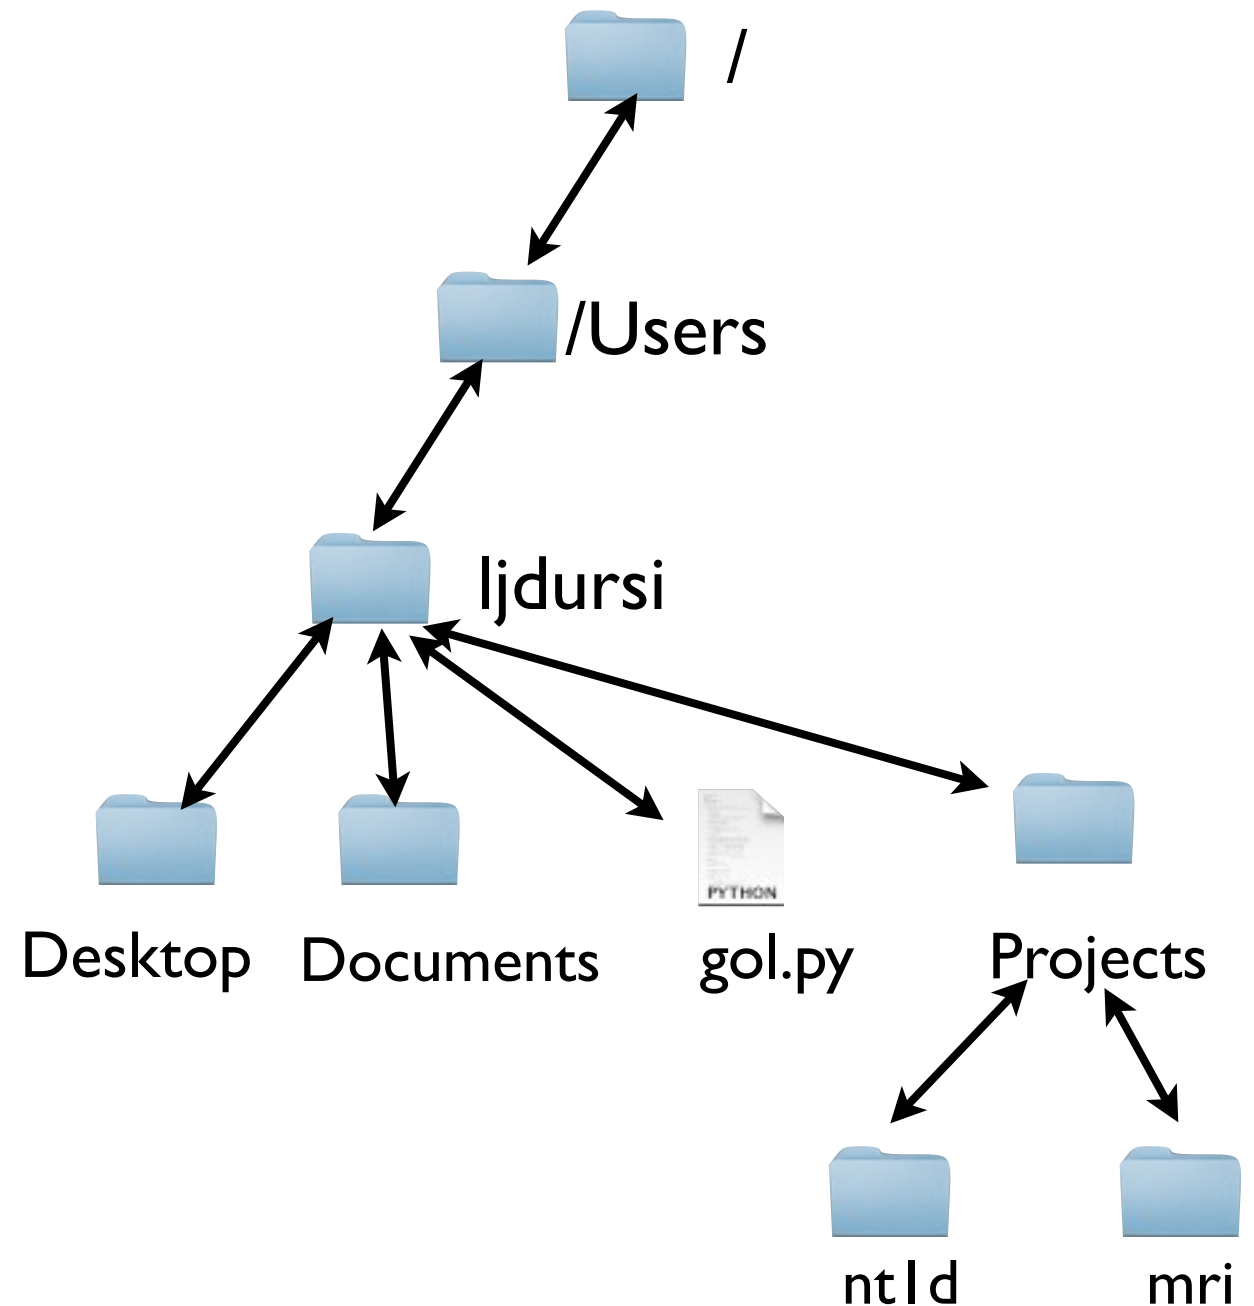 /
/Users
ljdursi
PYTHON
Desktop
Documents
gol.py
Projects
nt1d
mri